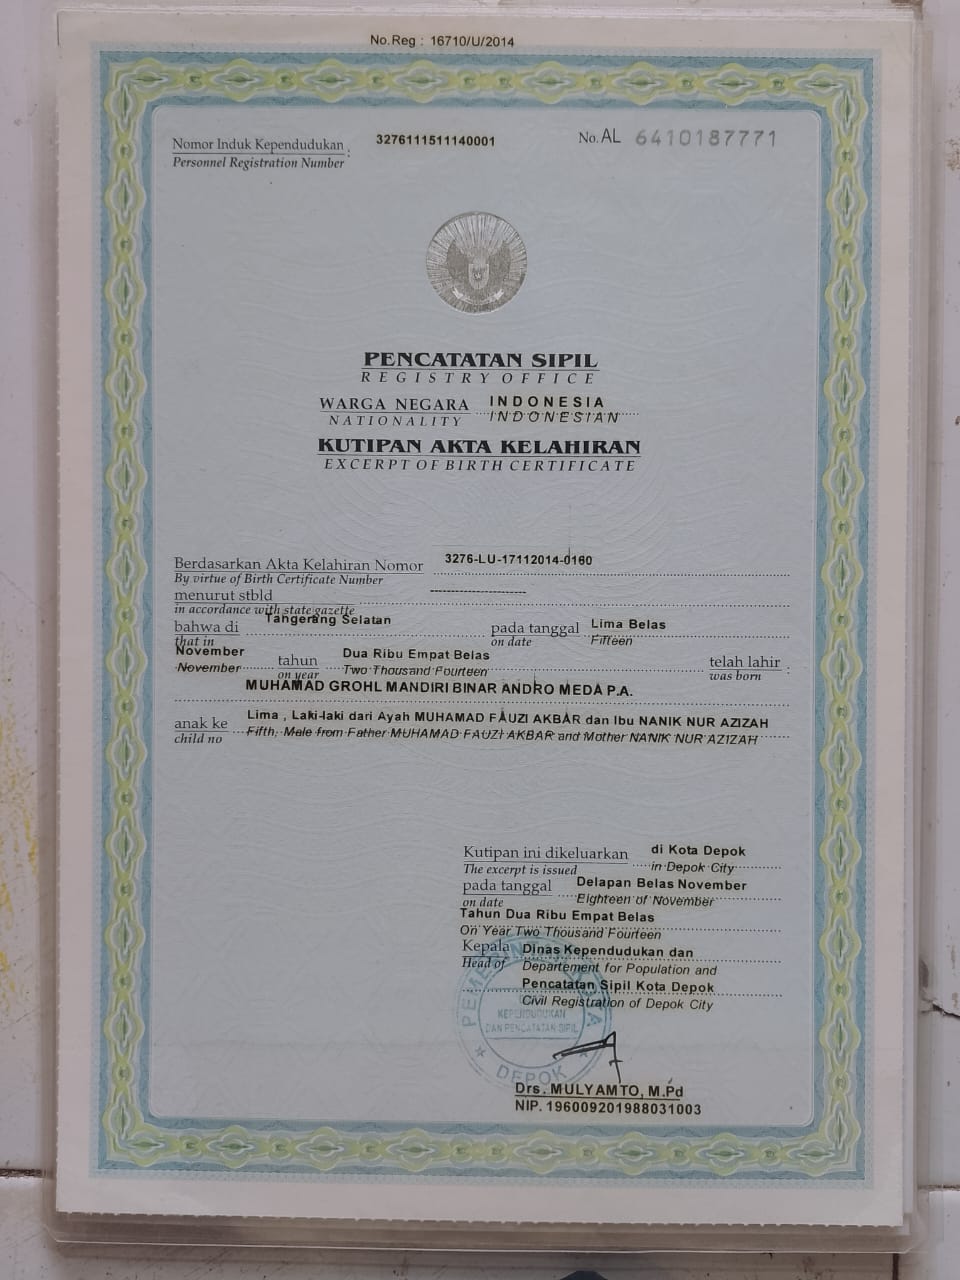 No.Reg : 16710/U/2014
Nomor Induk Kependudukan : 3276111511140001
Personnel Registration Number
No. AL 6410187771
PENCATATAN SIPIL
REGISTRY OFFICE
WARGA NEGARA INDONESIA
NATIONALITY INDONESIAN
KUTIPAN AKTA KELAHIRAN
EXCERPT OF BIRTH CERTIFICATE
Berdasarkan Akta Kelahiran Nomor 3276-LU-17112014-0160
By virtue of Birth Certificate Number
menurut stbld --------------------
in accordance with state gazette
bahwa di Tangerang Selatan pada tanggal Lima Belas
that in on date Fifteen
November tahun Dua Ribu Empat Belas telah lahir :
November on year Two Thousand Fourteen was born
MUHAMAD GROHL MANDIRI BINAR ANDRO MEDA P.A.
anak ke Lima , Laki-laki dari Ayah MUHAMAD FAUZI AKBAR dan Ibu NANIK NUR AZIZAH
child no Fifth, Male from Father MUHAMAD FAUZI AKBAR and Mother NANIK NUR AZIZAH
Kutipan ini dikeluarkan di Kota Depok
The excerpt is issued in Depok City
pada tanggal Delapan Belas November
on date Eighteen of November
Tahun Dua Ribu Empat Belas
On Year Two Thousand Fourteen
Kepala Dinas Kependudukan dan
Head of Departement for Population and
Pencatatan Sipil Kota Depok
Civil Registration of Depok City
KEPENDUDUKAN
DAN PENCATATAN SIPIL
DEPOK
Drs. MULYAMTO, M.Pd
NIP. 196009201988031003